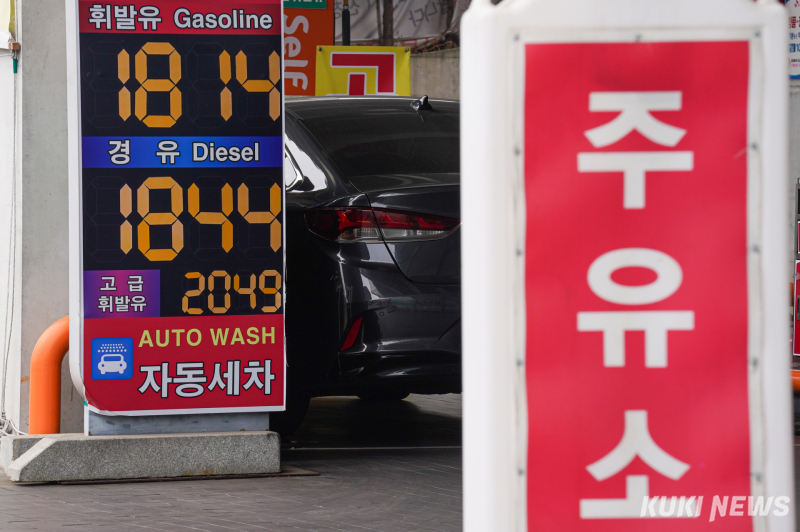 휘발유 Gasoline
1814
경 유 Diesel
1844
고 급
휘발유
2049
AUTO WASH
자동세차
Self
주
유
소
KUKI NEWS